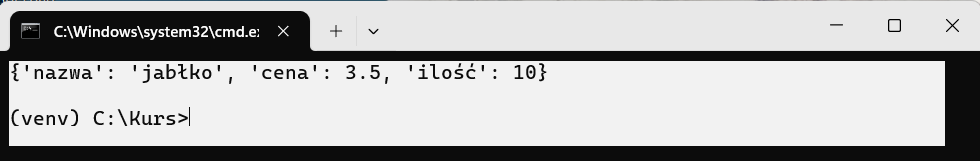 C:\Windows\system32\cmd.e
{'nazwa': 'jabłko', 'cena': 3.5, 'ilość': 10}
(venv) C:\Kurs>